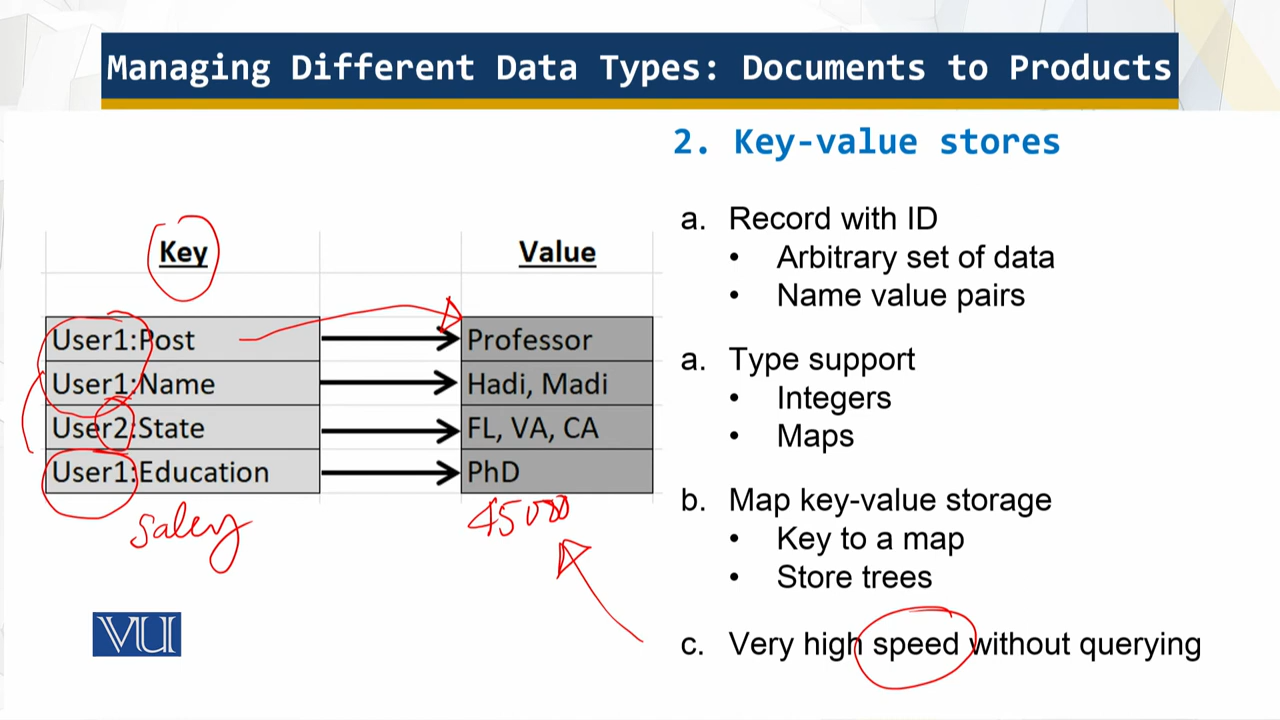 Managing Different Data Types: Documents to Products
2. Key-value stores
Key Value
User1:Post Professor
User1:Name Hadi, Madi
User2:State FL, VA, CA
User1:Education PhD
45000
a. Record with ID
• Arbitrary set of data
• Name value pairs
a. Type support
• Integers
• Maps
b. Map key-value storage
• Key to a map
• Store trees
c. Very high speed without querying
VU